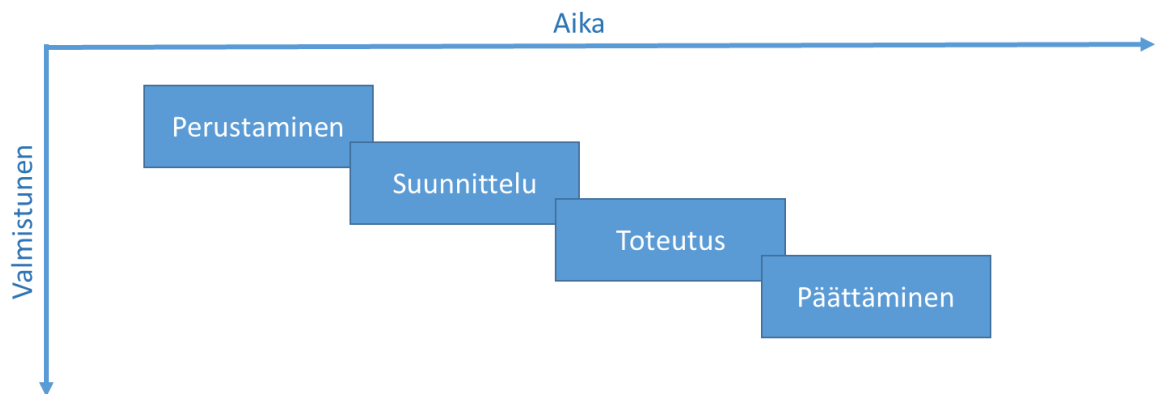 Aika
Valmistunen
Perustaminen
Suunnittelu
Toteutus
Päättäminen